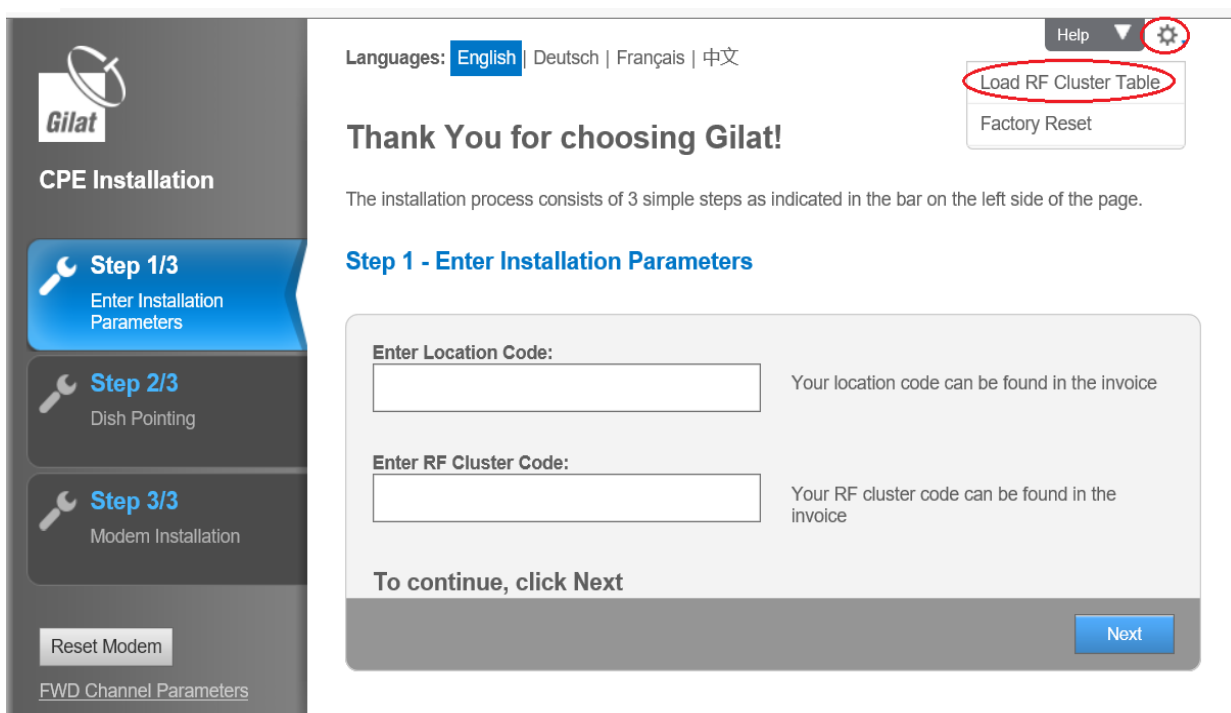 Gilat
CPE Installation
Step 1/3
Enter Installation
Parameters
Step 2/3
Dish Pointing
Step 3/3
Modem Installation
Reset Modem
FWD Channel Parameters
Languages: English | Deutsch | Français | 中文
Help
Load RF Cluster Table
Factory Reset
Thank You for choosing Gilat!
The installation process consists of 3 simple steps as indicated in the bar on the left side of the page.
Step 1 - Enter Installation Parameters
Enter Location Code:
Your location code can be found in the invoice
Enter RF Cluster Code:
Your RF cluster code can be found in the
invoice
To continue, click Next
Next